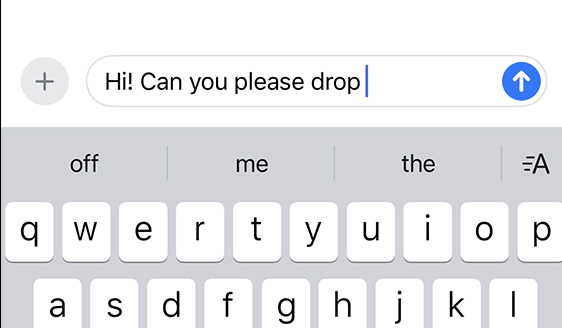 Hi! Can you please drop
off me the
A
q w e r t y u i o p
a s d f g h j k l